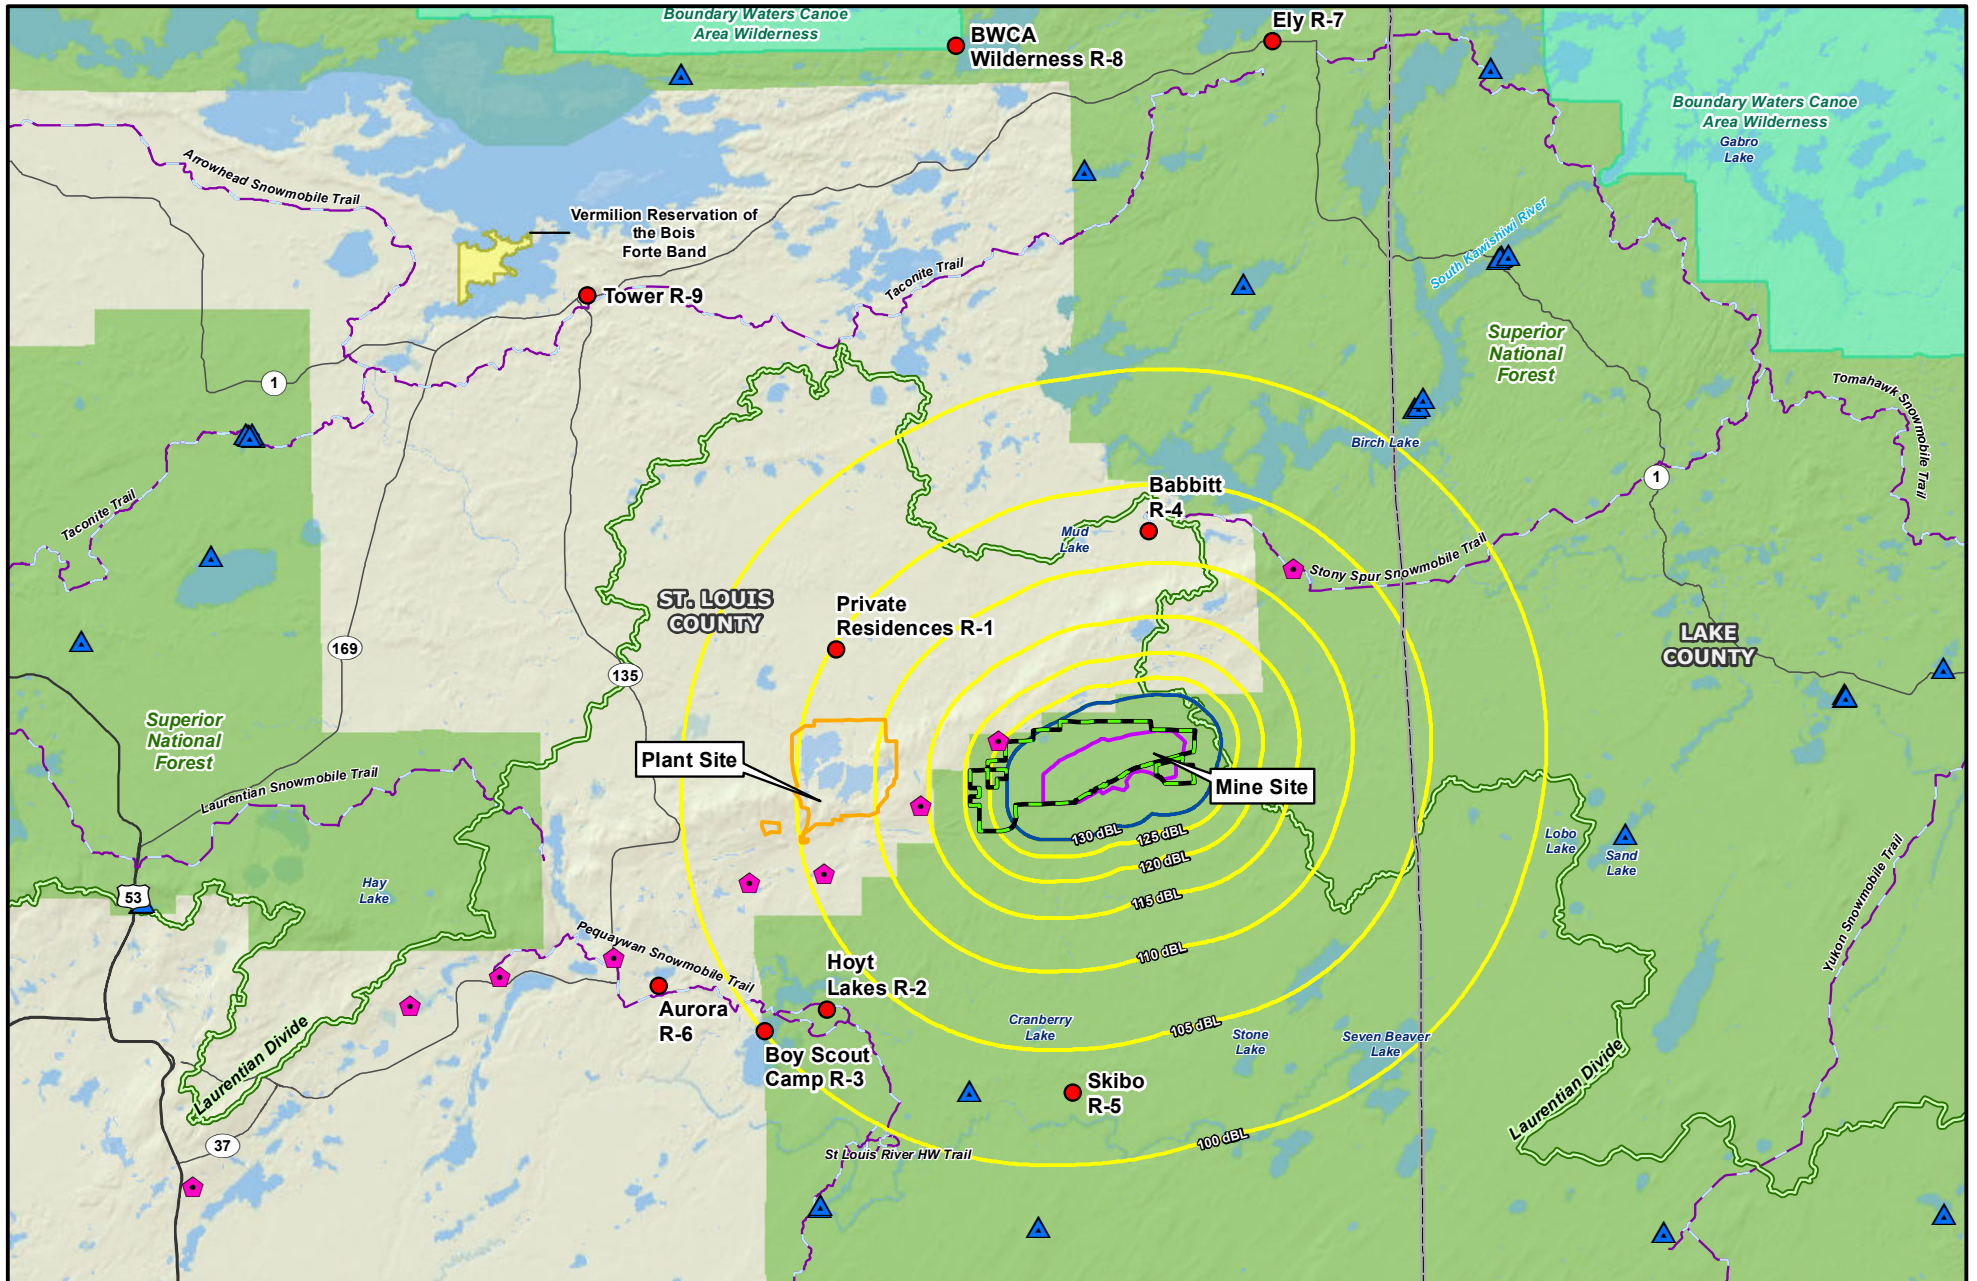 Boundary Waters Canoe
Area Wilderness
BWCA
Wilderness R-8
Ely R-7
Boundary Waters Canoe
Area Wilderness
Gabro
Lake
Arrowhead Snowmobile Trail
Vermilion Reservation of
the Bois
Forte Band
South Kawishiwi River
Taconite Trail
Tower R-9
Superior
National
Forest
1
Tomahawk Snowmobile Trail
Birch Lake
1
Taconite Trail
Babbitt
R-4
Mud
Lake
Stony Spur Snowmobile Trail
ST. LOUIS
COUNTY
Private
Residences R-1
LAKE
COUNTY
169
135
Superior
National
Forest
Plant Site
Mine Site
Laurentian Snowmobile Trail
130 dBL
125 dBL
120 dBL
115 dBL
110 dBL
105 dBL
100 dBL
Lobo
Lake
Sand
Lake
Yukon Snowmobile Trail
53
Hay
Lake
Pequaywan Snowmobile Trail
Hoyt
Lakes R-2
Aurora
R-6
Boy Scout
Camp R-3
Cranberry
Lake
Stone
Lake
Seven Beaver
Lake
Skibo
R-5
Laurentian Divide
Laurentian Divide
37
St Louis River HW Trail